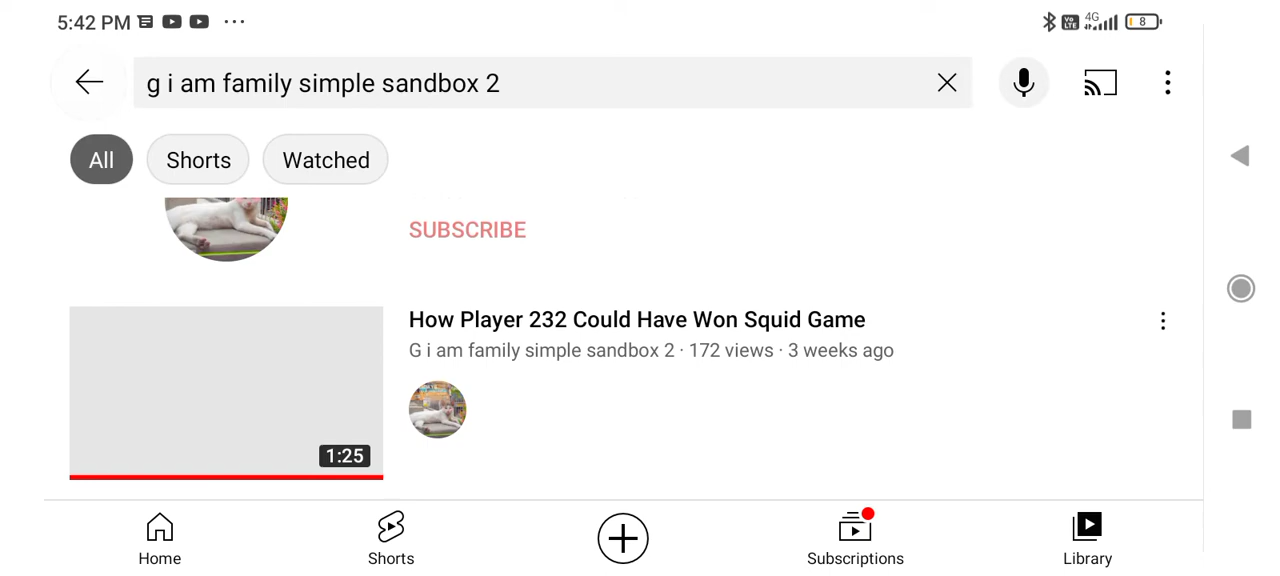 5:42 PM
Vo LTE 4G 8
g i am family simple sandbox 2
All Shorts Watched
SUBSCRIBE
How Player 232 Could Have Won Squid Game
G i am family simple sandbox 2 · 172 views · 3 weeks ago
1:25
Home Shorts Subscriptions Library